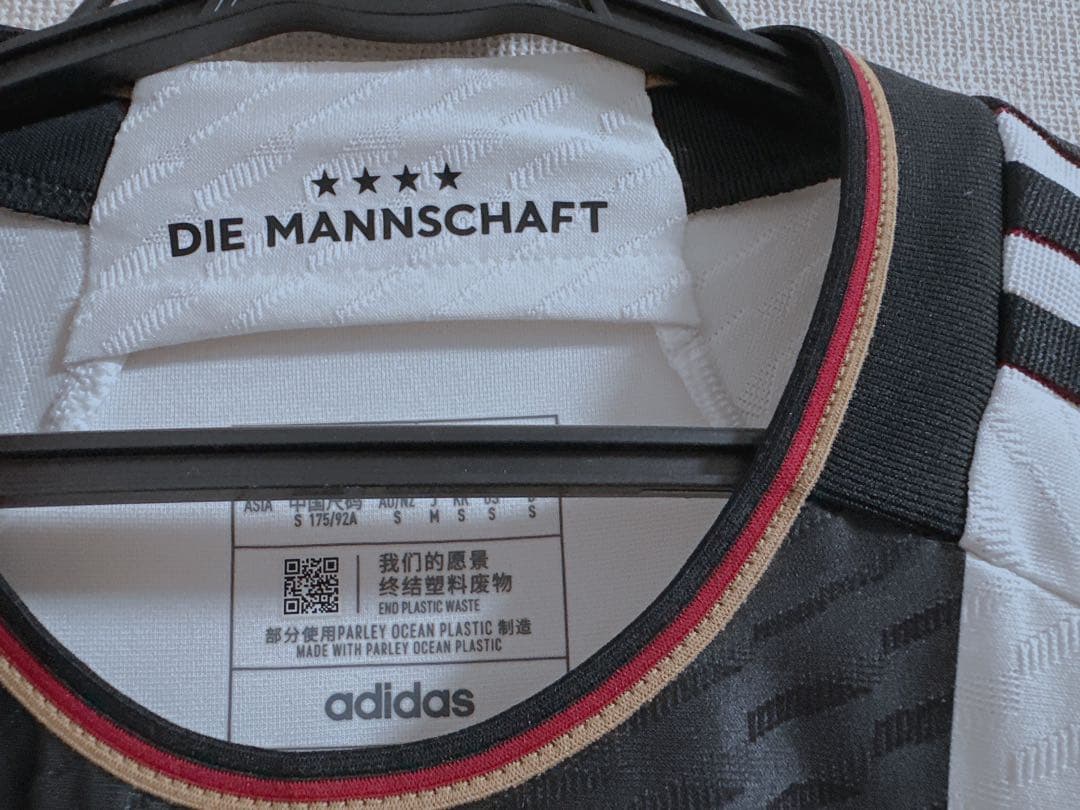 ★★★★
DIE MANNSCHAFT
ASIA 中国尺码 AU/NZ J KR US
S 175/92A S M S S S
我们的愿景
终结塑料废物
END PLASTIC WASTE
部分使用PARLEY OCEAN PLASTIC 制造
MADE WITH PARLEY OCEAN PLASTIC
adidas